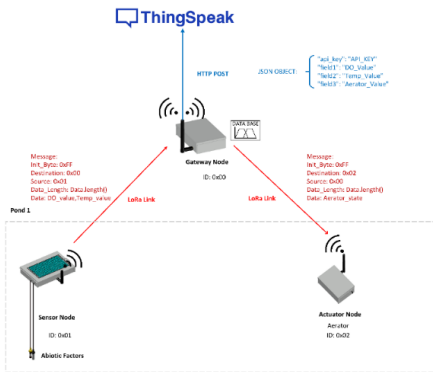 ThingSpeak
HTTP POST
JSON OBJECT:
"api_key": "API_KEY"
"field1": "DO_Value"
"field2": "Temp_Value"
"field3": "Aerator_Value"
DATA BASE
Gateway Node
ID: 0x00
Message:
Init_Byte: 0xFF
Destination: 0x00
Source: 0x01
Data_Length: Data.length()
Data: DO_value,Temp_value
LoRa Link
LoRa Link
Message:
Init_Byte: 0xFF
Destination: 0x02
Source: 0x00
Data_Length: Data.length()
Data: Aerator_state
Pond 1
Sensor Node
ID: 0x01
Abiotic Factors
Actuator Node
Aerator
ID: 0x02